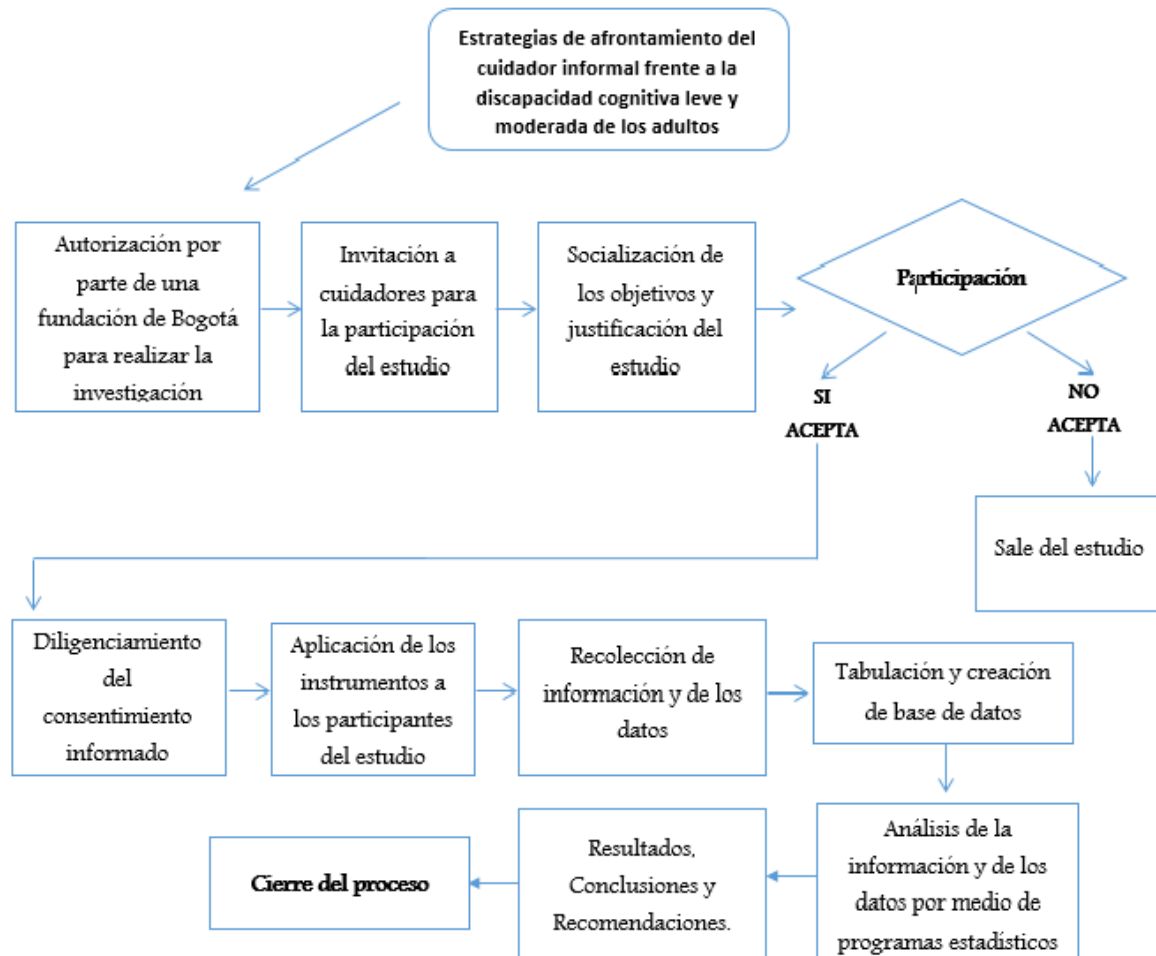 Estrategias de afrontamiento del
cuidador informal frente a la
discapacidad cognitiva leve y
moderada de los adultos
Autorización por
parte de una
fundación de Bogotá
para realizar la
investigación
Invitación a
cuidadores para
la participación
del estudio
Socialización de
los objetivos y
justificación del
estudio
Participación
SI
ACEPTA
NO
ACEPTA
Sale del estudio
Diligenciamiento
del
consentimiento
informado
Aplicación de los
instrumentos a
los participantes
del estudio
Recolección de
información y de los
datos
Tabulación y creación
de base de datos
Análisis de la
información y de los
datos por medio de
programas estadísticos
Resultados,
Conclusiones y
Recomendaciones.
Cierre del proceso